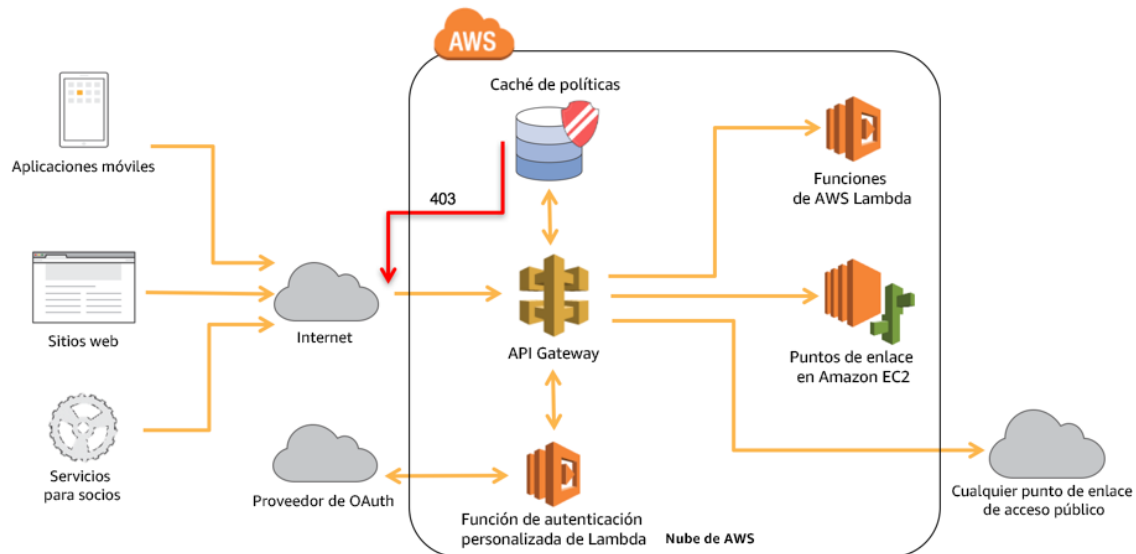 AWS
Caché de políticas
Aplicaciones móviles
403
Funciones
de AWS Lambda
Sitios web
Internet
API Gateway
Puntos de enlace
en Amazon EC2
Servicios
para socios
Proveedor de OAuth
Función de autenticación
personalizada de Lambda
Nube de AWS
Cualquier punto de enlace
de acceso público